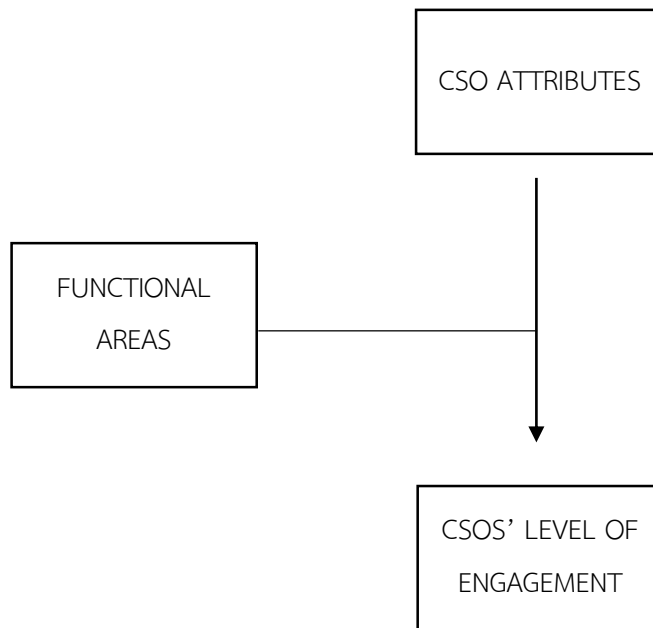 CSO ATTRIBUTES
FUNCTIONAL
AREAS
CSOS’ LEVEL OF
ENGAGEMENT